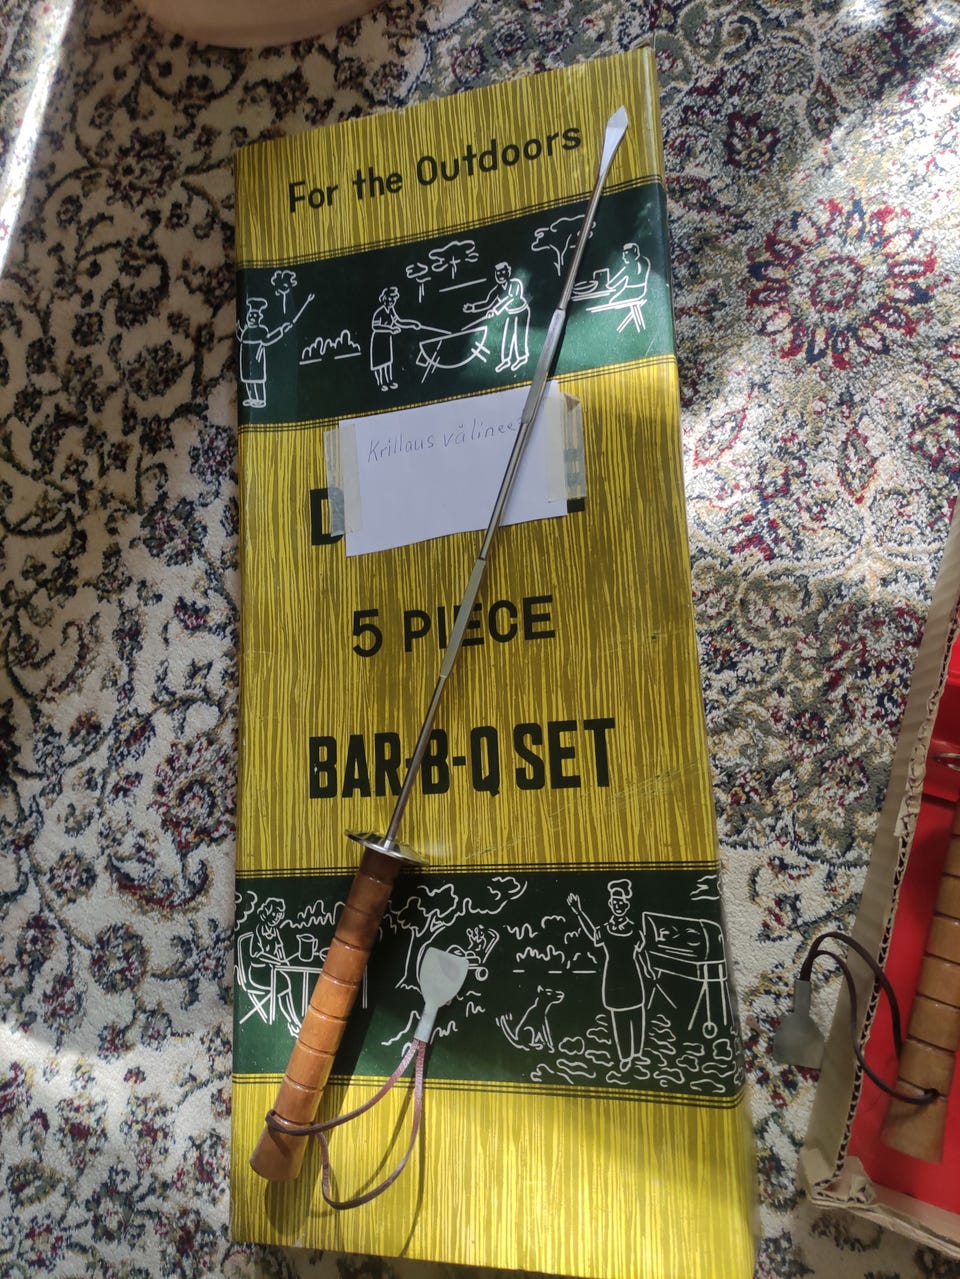 For the Outdoors
Krillaus välineet
5 PIECE
BAR-B-Q SET